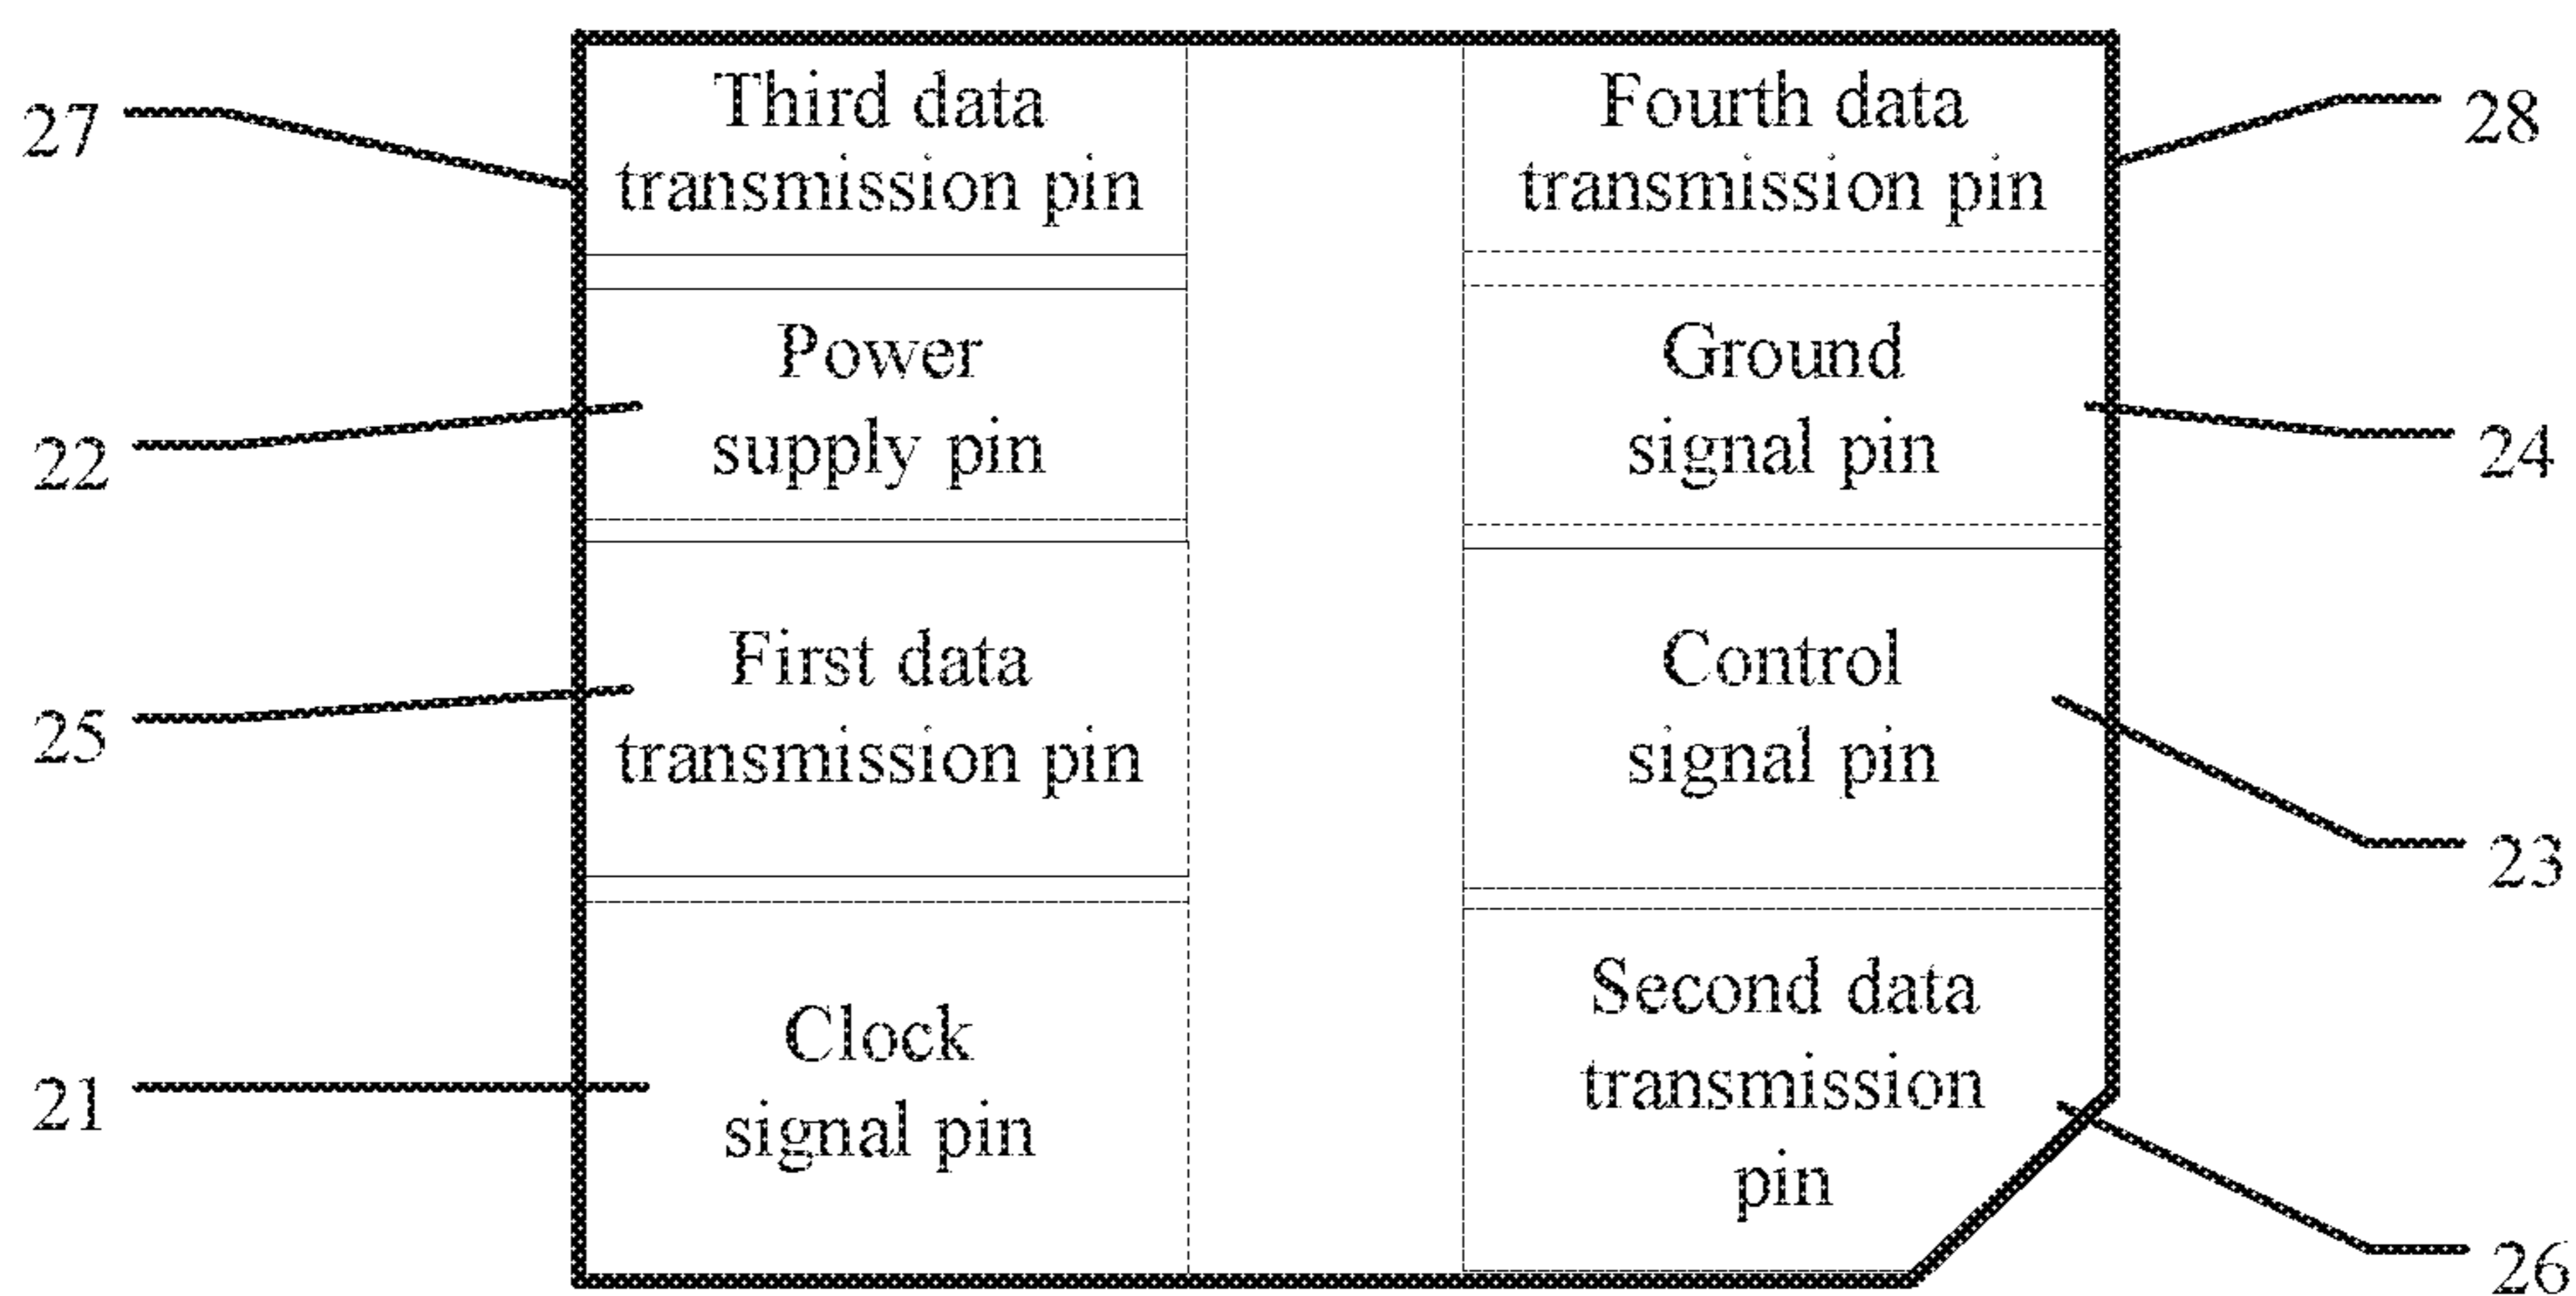 27
Third data
transmission pin
Fourth data
transmission pin
28
22
Power
supply pin
Ground
signal pin
24
25
First data
transmission pin
Control
signal pin
23
21
Clock
signal pin
Second data
transmission
pin
26